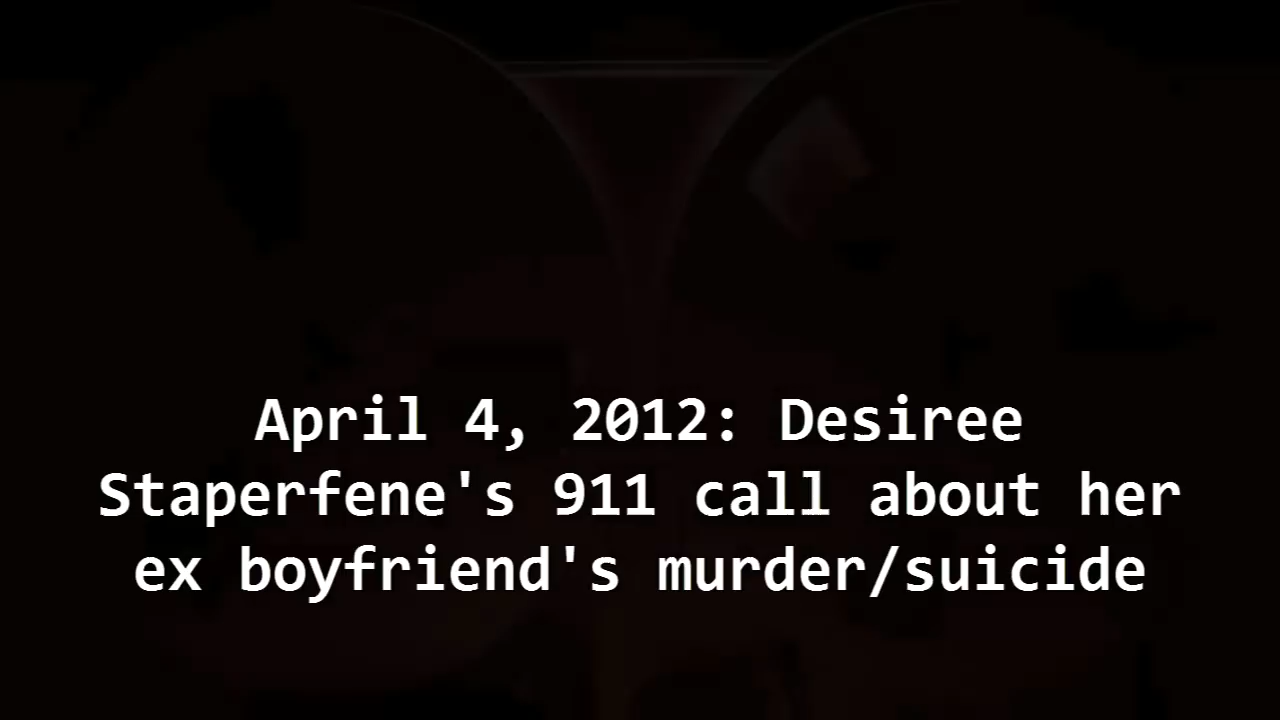 April 4, 2012: Desiree
Staperfene's 911 call about her
ex boyfriend's murder/suicide